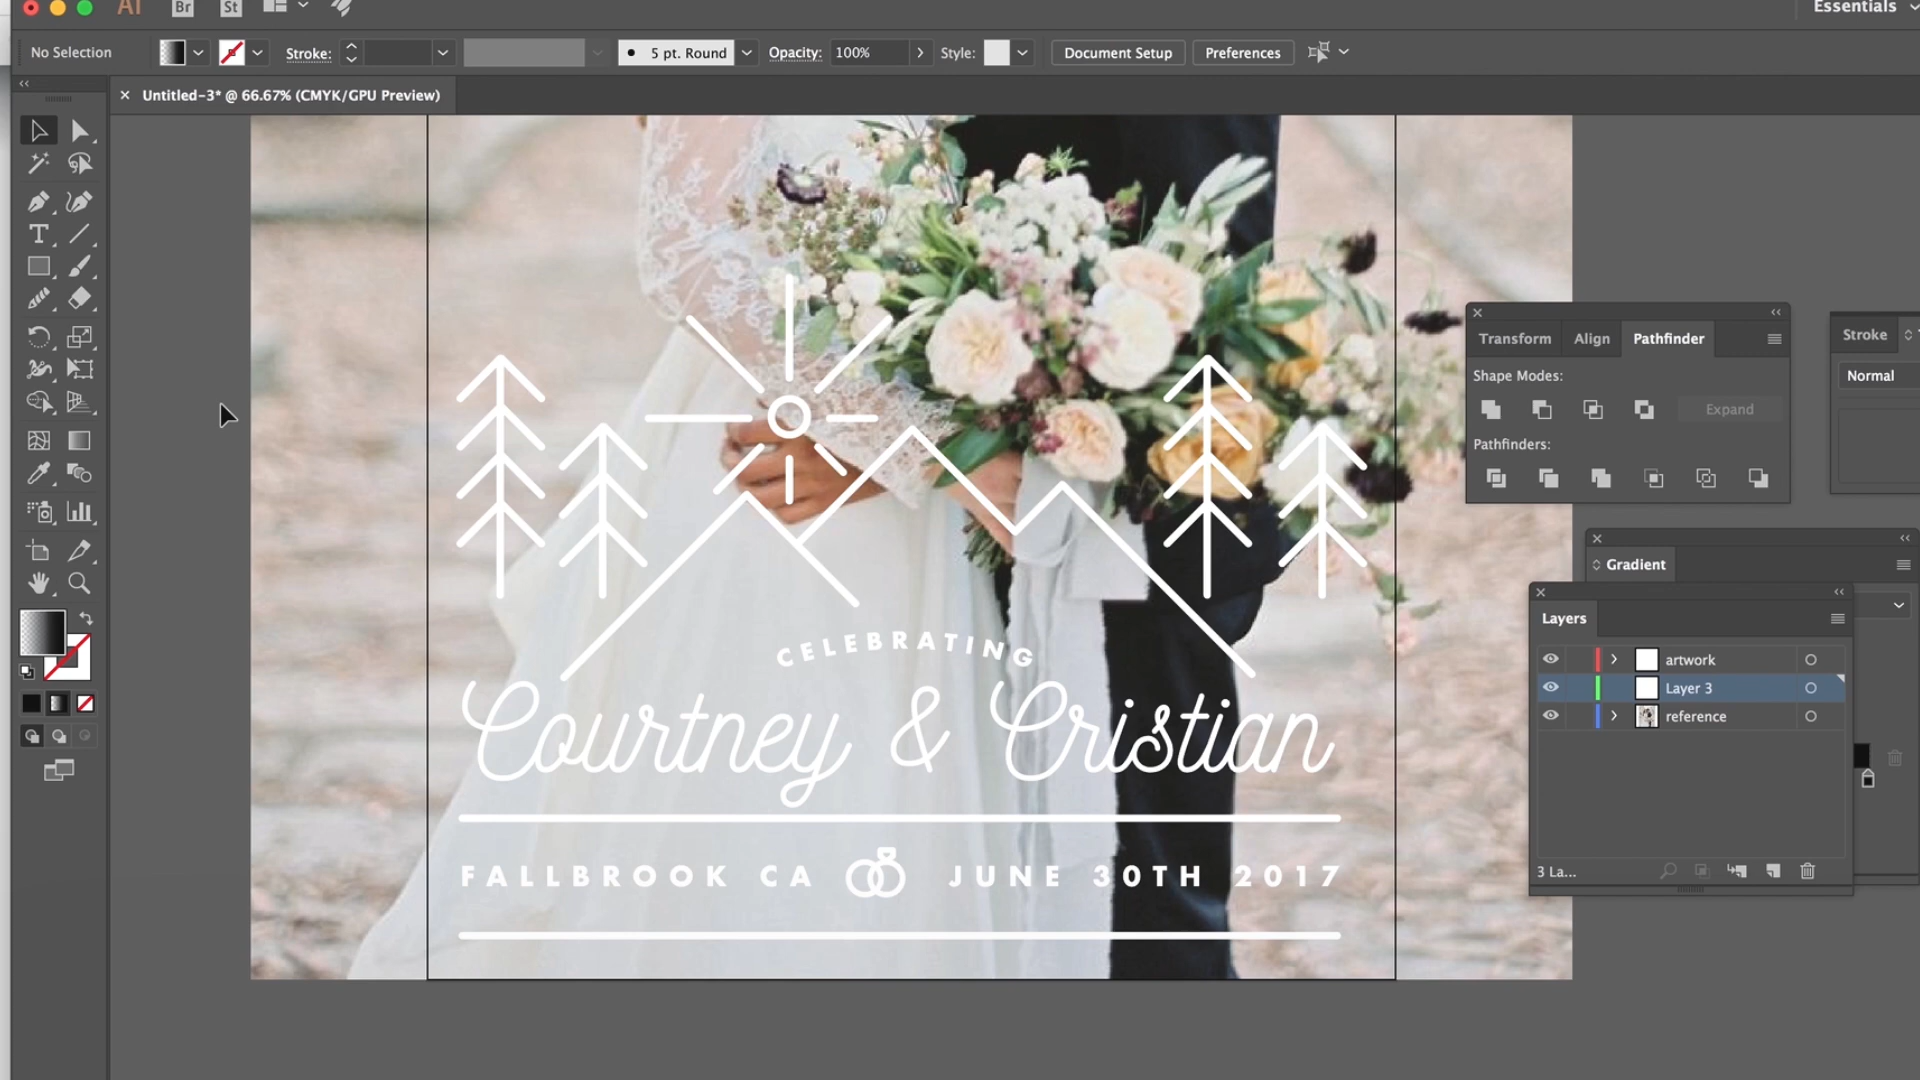 Ai Br St Essentials
No Selection Stroke: 5 pt. Round Opacity: 100% Style: Document Setup Preferences
Untitled-3* @ 66.67% (CMYK/GPU Preview)
Transform Align Pathfinder
Stroke
Shape Modes:
Normal
Expand
Pathfinders:
Gradient
Layers
artwork
Layer 3
reference
3 La...
CELEBRATING
Courtney & Cristian
FALLBROOK CA JUNE 30TH 2017